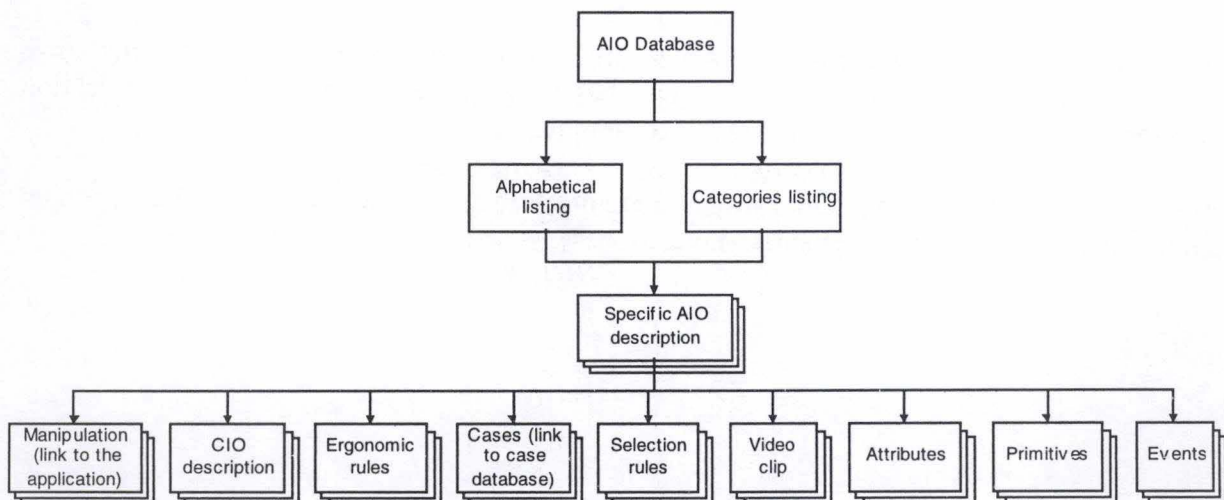 AIO Database
Alphabetical
listing
Categories listing
Specific AIO
description
Manipulation
(link to the
application)
CIO
description
Ergonomic
rules
Cases (link
to case
database)
Selection
rules
Video
clip
Attributes
Primitives
Events